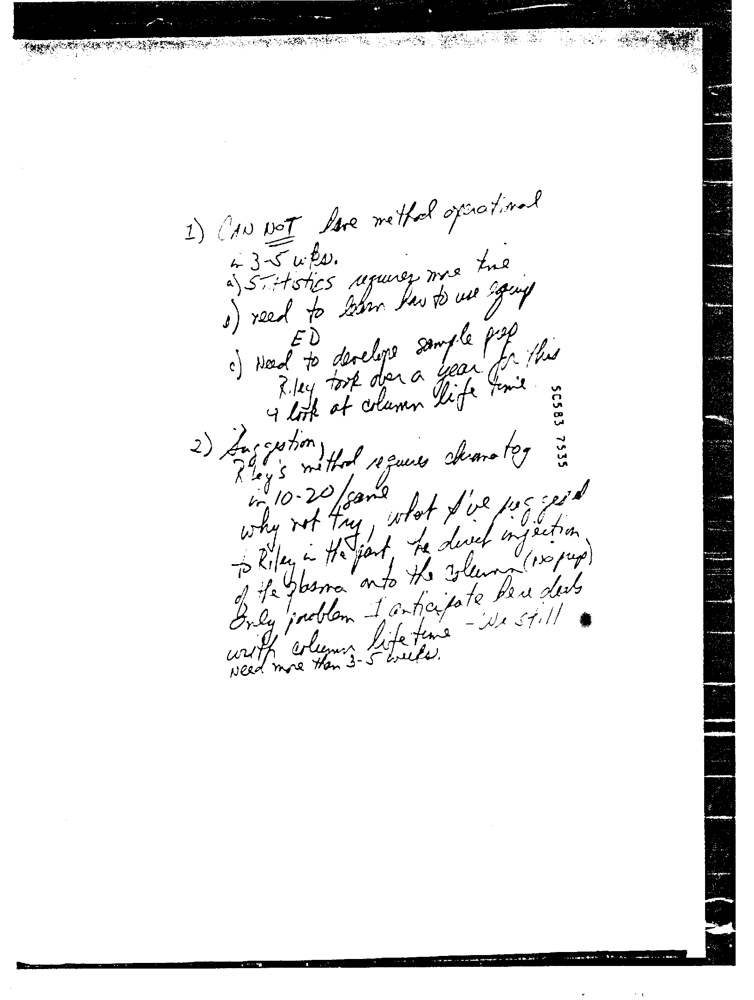 1) CAN NOT have method operational
in 3-5 wks.
a) Statistics requires more time
b) need to learn how to use equip
ED
c) Need to develope sample prep
Riley took over a year for this
& look at column life time.
2) Suggestion,
Riley's method requires chromatog
in 10-20/
why not try, what I've suggested
to Riley in the past, the direct injection
of the plasma onto the column (no prep)
Only problem I anticipate here deals
with column life time - We still
need more than 3-5 weeks.
SC583 7535